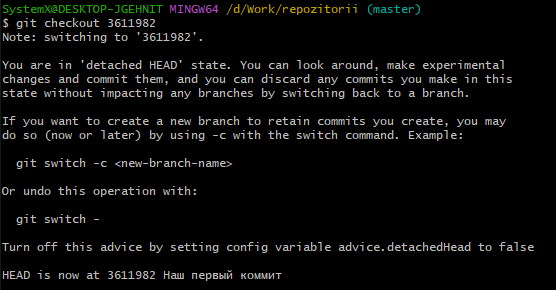 SystemX@DESKTOP-JGEHNIT MINGW64 /d/Work/repozitorii (master)
$ git checkout 3611982
Note: switching to '3611982'.
You are in 'detached HEAD' state. You can look around, make experimental
changes and commit them, and you can discard any commits you make in this
state without impacting any branches by switching back to a branch.
If you want to create a new branch to retain commits you create, you may
do so (now or later) by using -c with the switch command. Example:
git switch -c <new-branch-name>
Or undo this operation with:
git switch -
Turn off this advice by setting config variable advice.detachedHead to false
HEAD is now at 3611982 Наш первый коммит